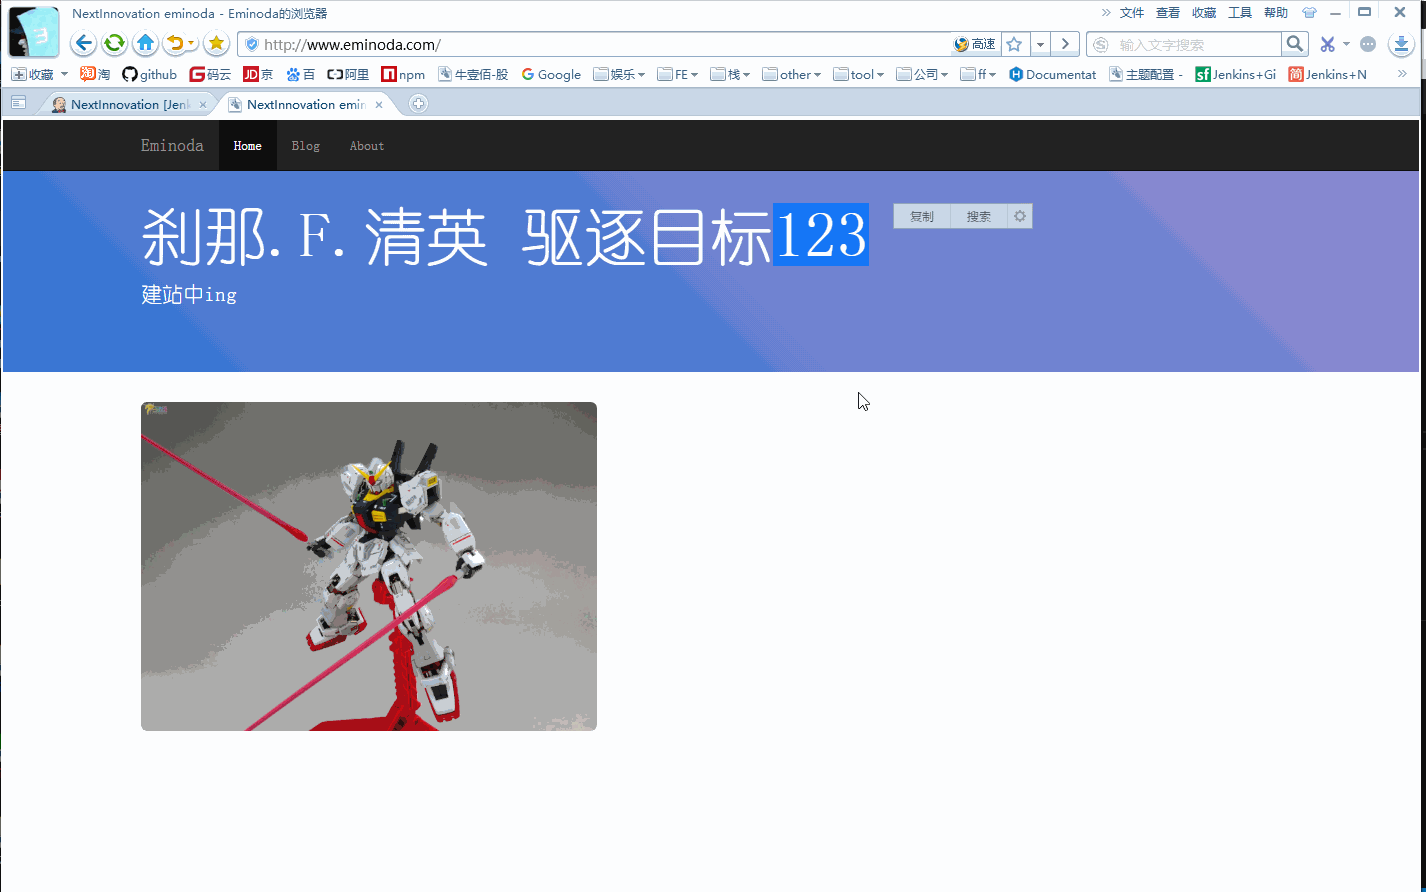 NextInnovation eminoda - Eminoda的浏览器
» 文件 查看 收藏 工具 帮助
http://www.eminoda.com/ 高速 输入文字搜索
收藏 淘 github 码云 京 百 阿里 npm 牛壹佰-股 Google 娱乐 FE 栈 other tool 公司 ff Documentat 主题配置 - Jenkins+Gi Jenkins+N »
NextInnovation [Jenk NextInnovation emin
Eminoda Home Blog About
刹那.F.清英 驱逐目标123
复制 搜索
建站中ing